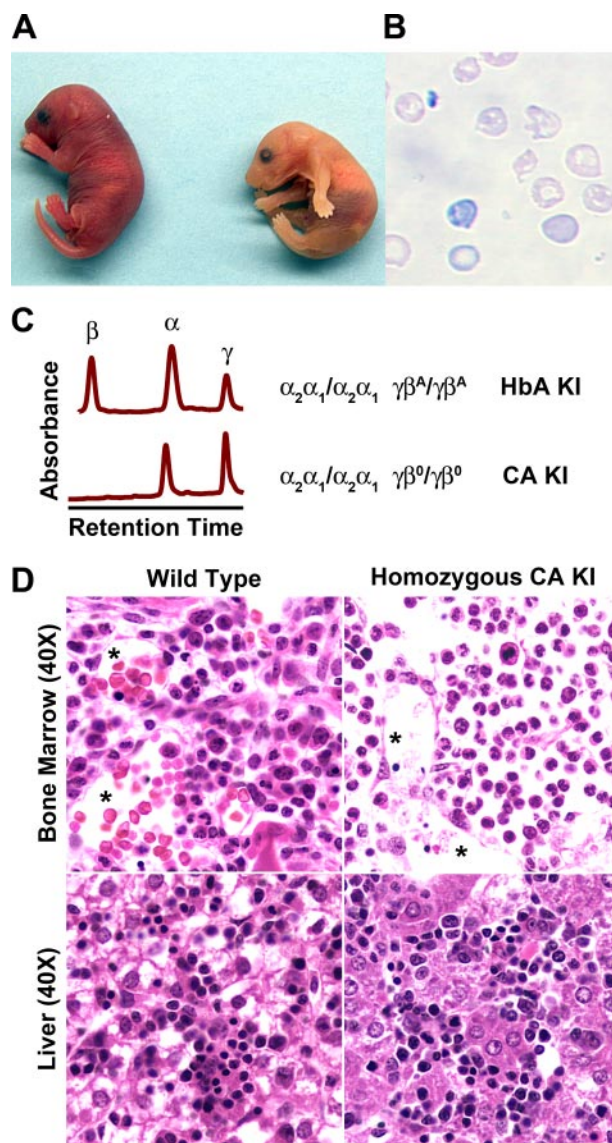 A
B
C
β α γ
α₂α₁/α₂α₁ γβᴬ/γβᴬ HbA KI
α₂α₁/α₂α₁ γβ⁰/γβ⁰ CA KI
Absorbance
Retention Time
D
Wild Type Homozygous CA KI
Bone Marrow (40X)
* * * *
Liver (40X)